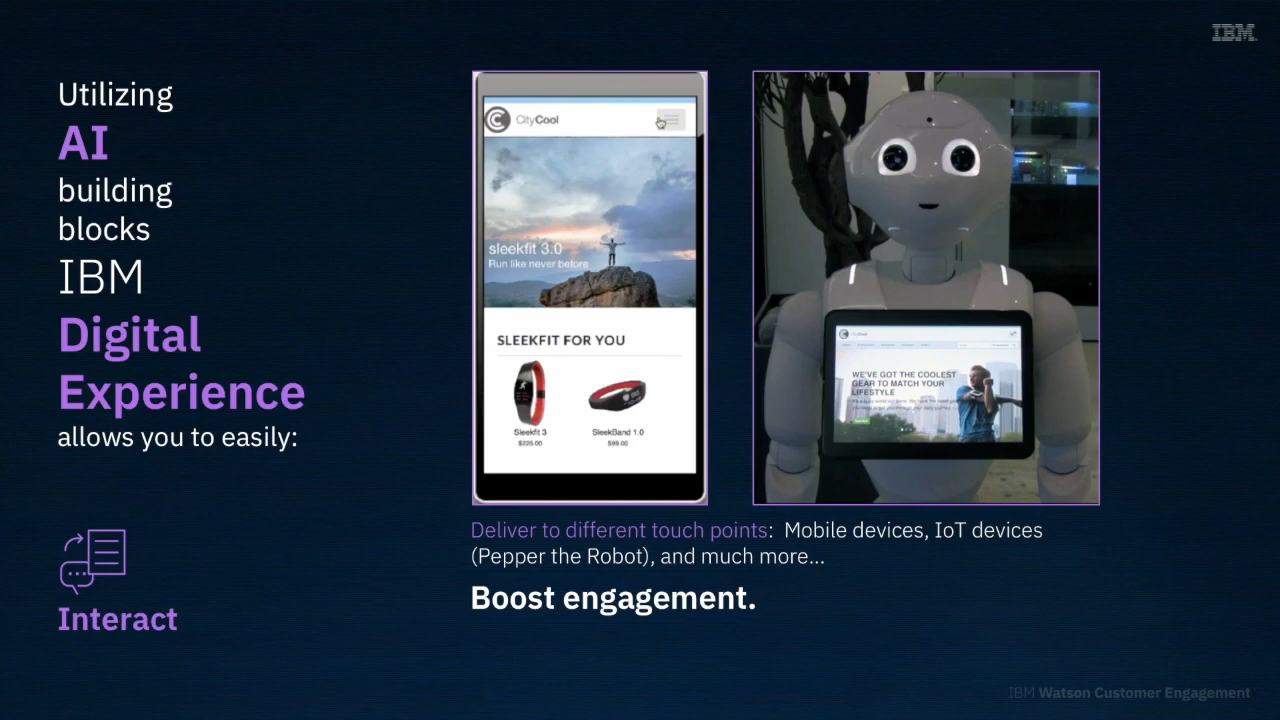 IBM
Utilizing
AI
building
blocks
IBM
Digital
Experience
allows you to easily:
Interact
CityCool
sleekfit 3.0
Run like never before
SLEEKFIT FOR YOU
Sleekfit 3
$225.00
SleekBand 1.0
$99.00
CityCool
WE'VE GOT THE COOLEST
GEAR TO MATCH YOUR
LIFESTYLE
Deliver to different touch points: Mobile devices, IoT devices
(Pepper the Robot), and much more...
Boost engagement.
IBM Watson Customer Engagement